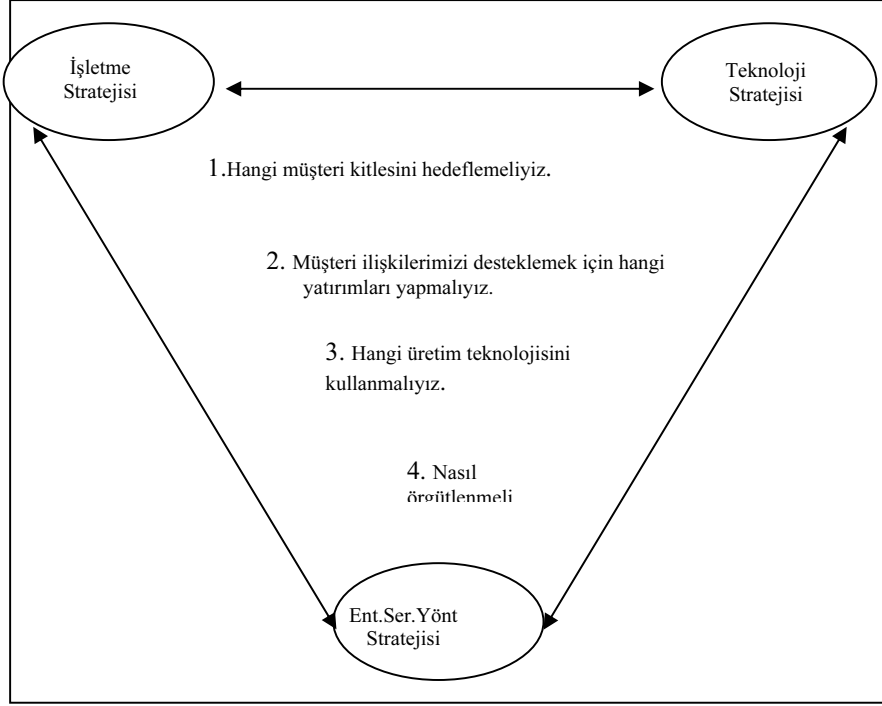 İşletme
Stratejisi
Teknoloji
Stratejisi
1.Hangi müşteri kitlesini hedeflemeliyiz.
2. Müşteri ilişkilerimizi desteklemek için hangi
yatırımları yapmalıyız.
3. Hangi üretim teknolojisini
kullanmalıyız.
4. Nasıl
örgütlenmeli
Ent.Ser.Yönt
Stratejisi